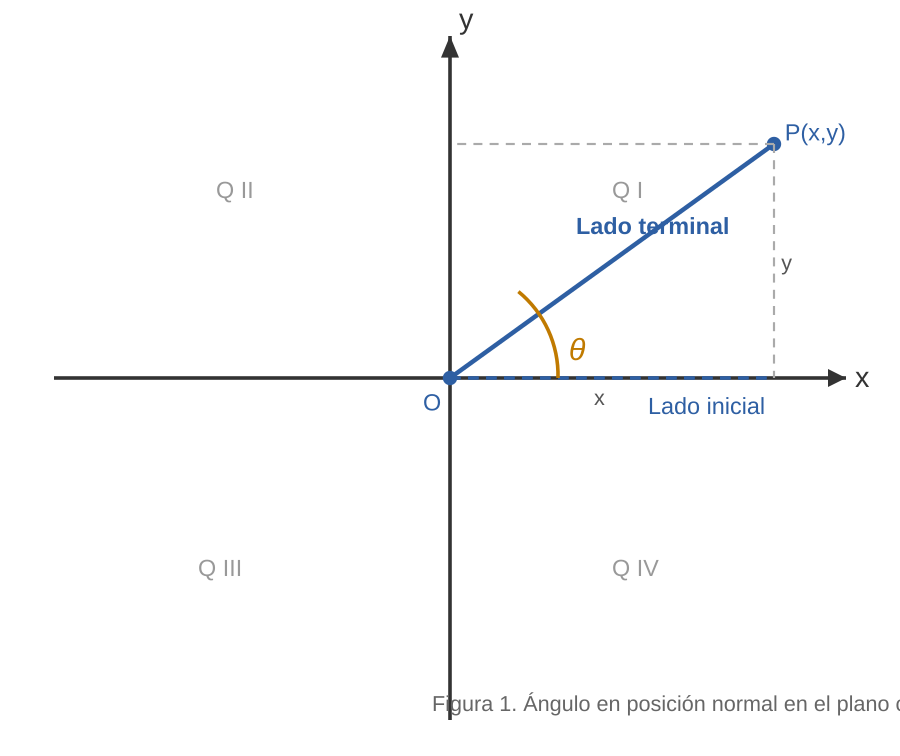 y
P(x,y)
Q II
Q I
Lado terminal
y
θ
x
x
O
Lado inicial
Q III
Q IV
Figura 1. Ángulo en posición normal en el plano